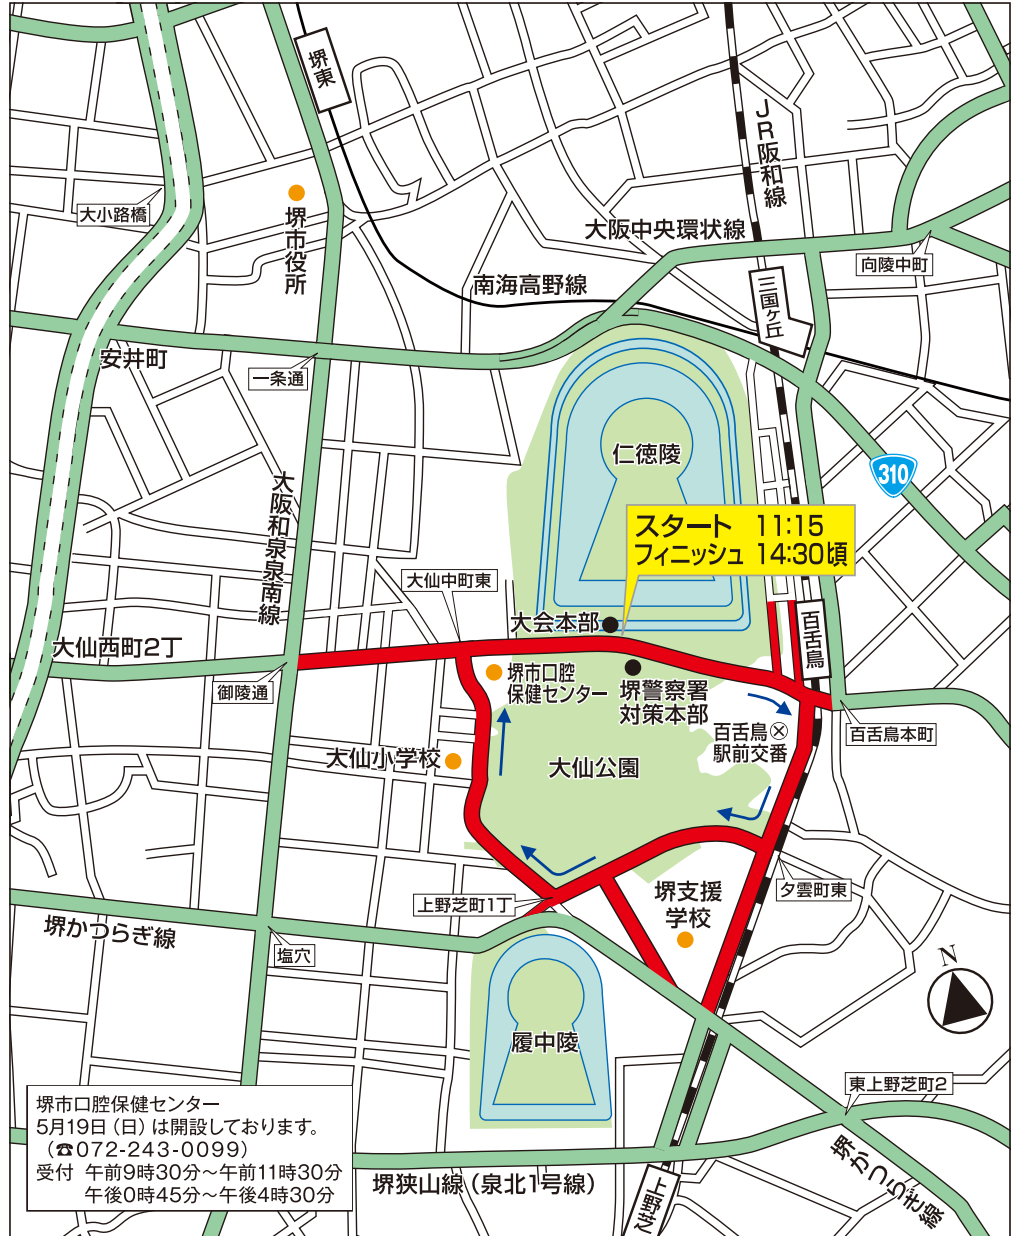 堺東
JR阪和線
大小路橋
堺市役所
大阪中央環状線
向陵中町
南海高野線
三国ヶ丘
安井町
一条通
仁徳陵
310
大阪和泉泉南線
スタート 11:15
フィニッシュ 14:30頃
大仙中町東
大会本部
百舌鳥
大仙西町2丁
御陵通
堺市口腔
保健センター
堺警察署
対策本部
百舌鳥
駅前交番
百舌鳥本町
大仙小学校
大仙公園
上野芝町1丁
堺支援
学校
夕雲町東
堺かつらぎ線
塩穴
N
履中陵
東上野芝町2
堺かつらぎ線
堺市口腔保健センター
5月19日(日)は開設しております。
(☎072-243-0099)
受付 午前9時30分～午前11時30分
午後0時45分～午後4時30分
堺狭山線(泉北1号線)
上野芝